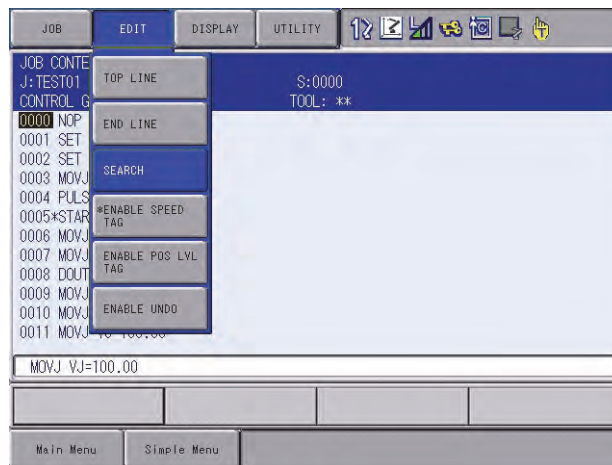 JOB EDIT DISPLAY UTILITY
JOB CONTE
J:TEST01 S:0000
CONTROL G TOOL: **
0000 NOP
0001 SET
0002 SET
0003 MOVJ
0004 PULS
0005*STAR
0006 MOVJ
0007 MOVJ
0008 DOUT
0009 MOVJ
0010 MOVJ
0011 MOVJ
TOP LINE
END LINE
SEARCH
*ENABLE SPEED
TAG
ENABLE POS LVL
TAG
ENABLE UNDO
MOVJ VJ=100.00
Main Menu Simple Menu